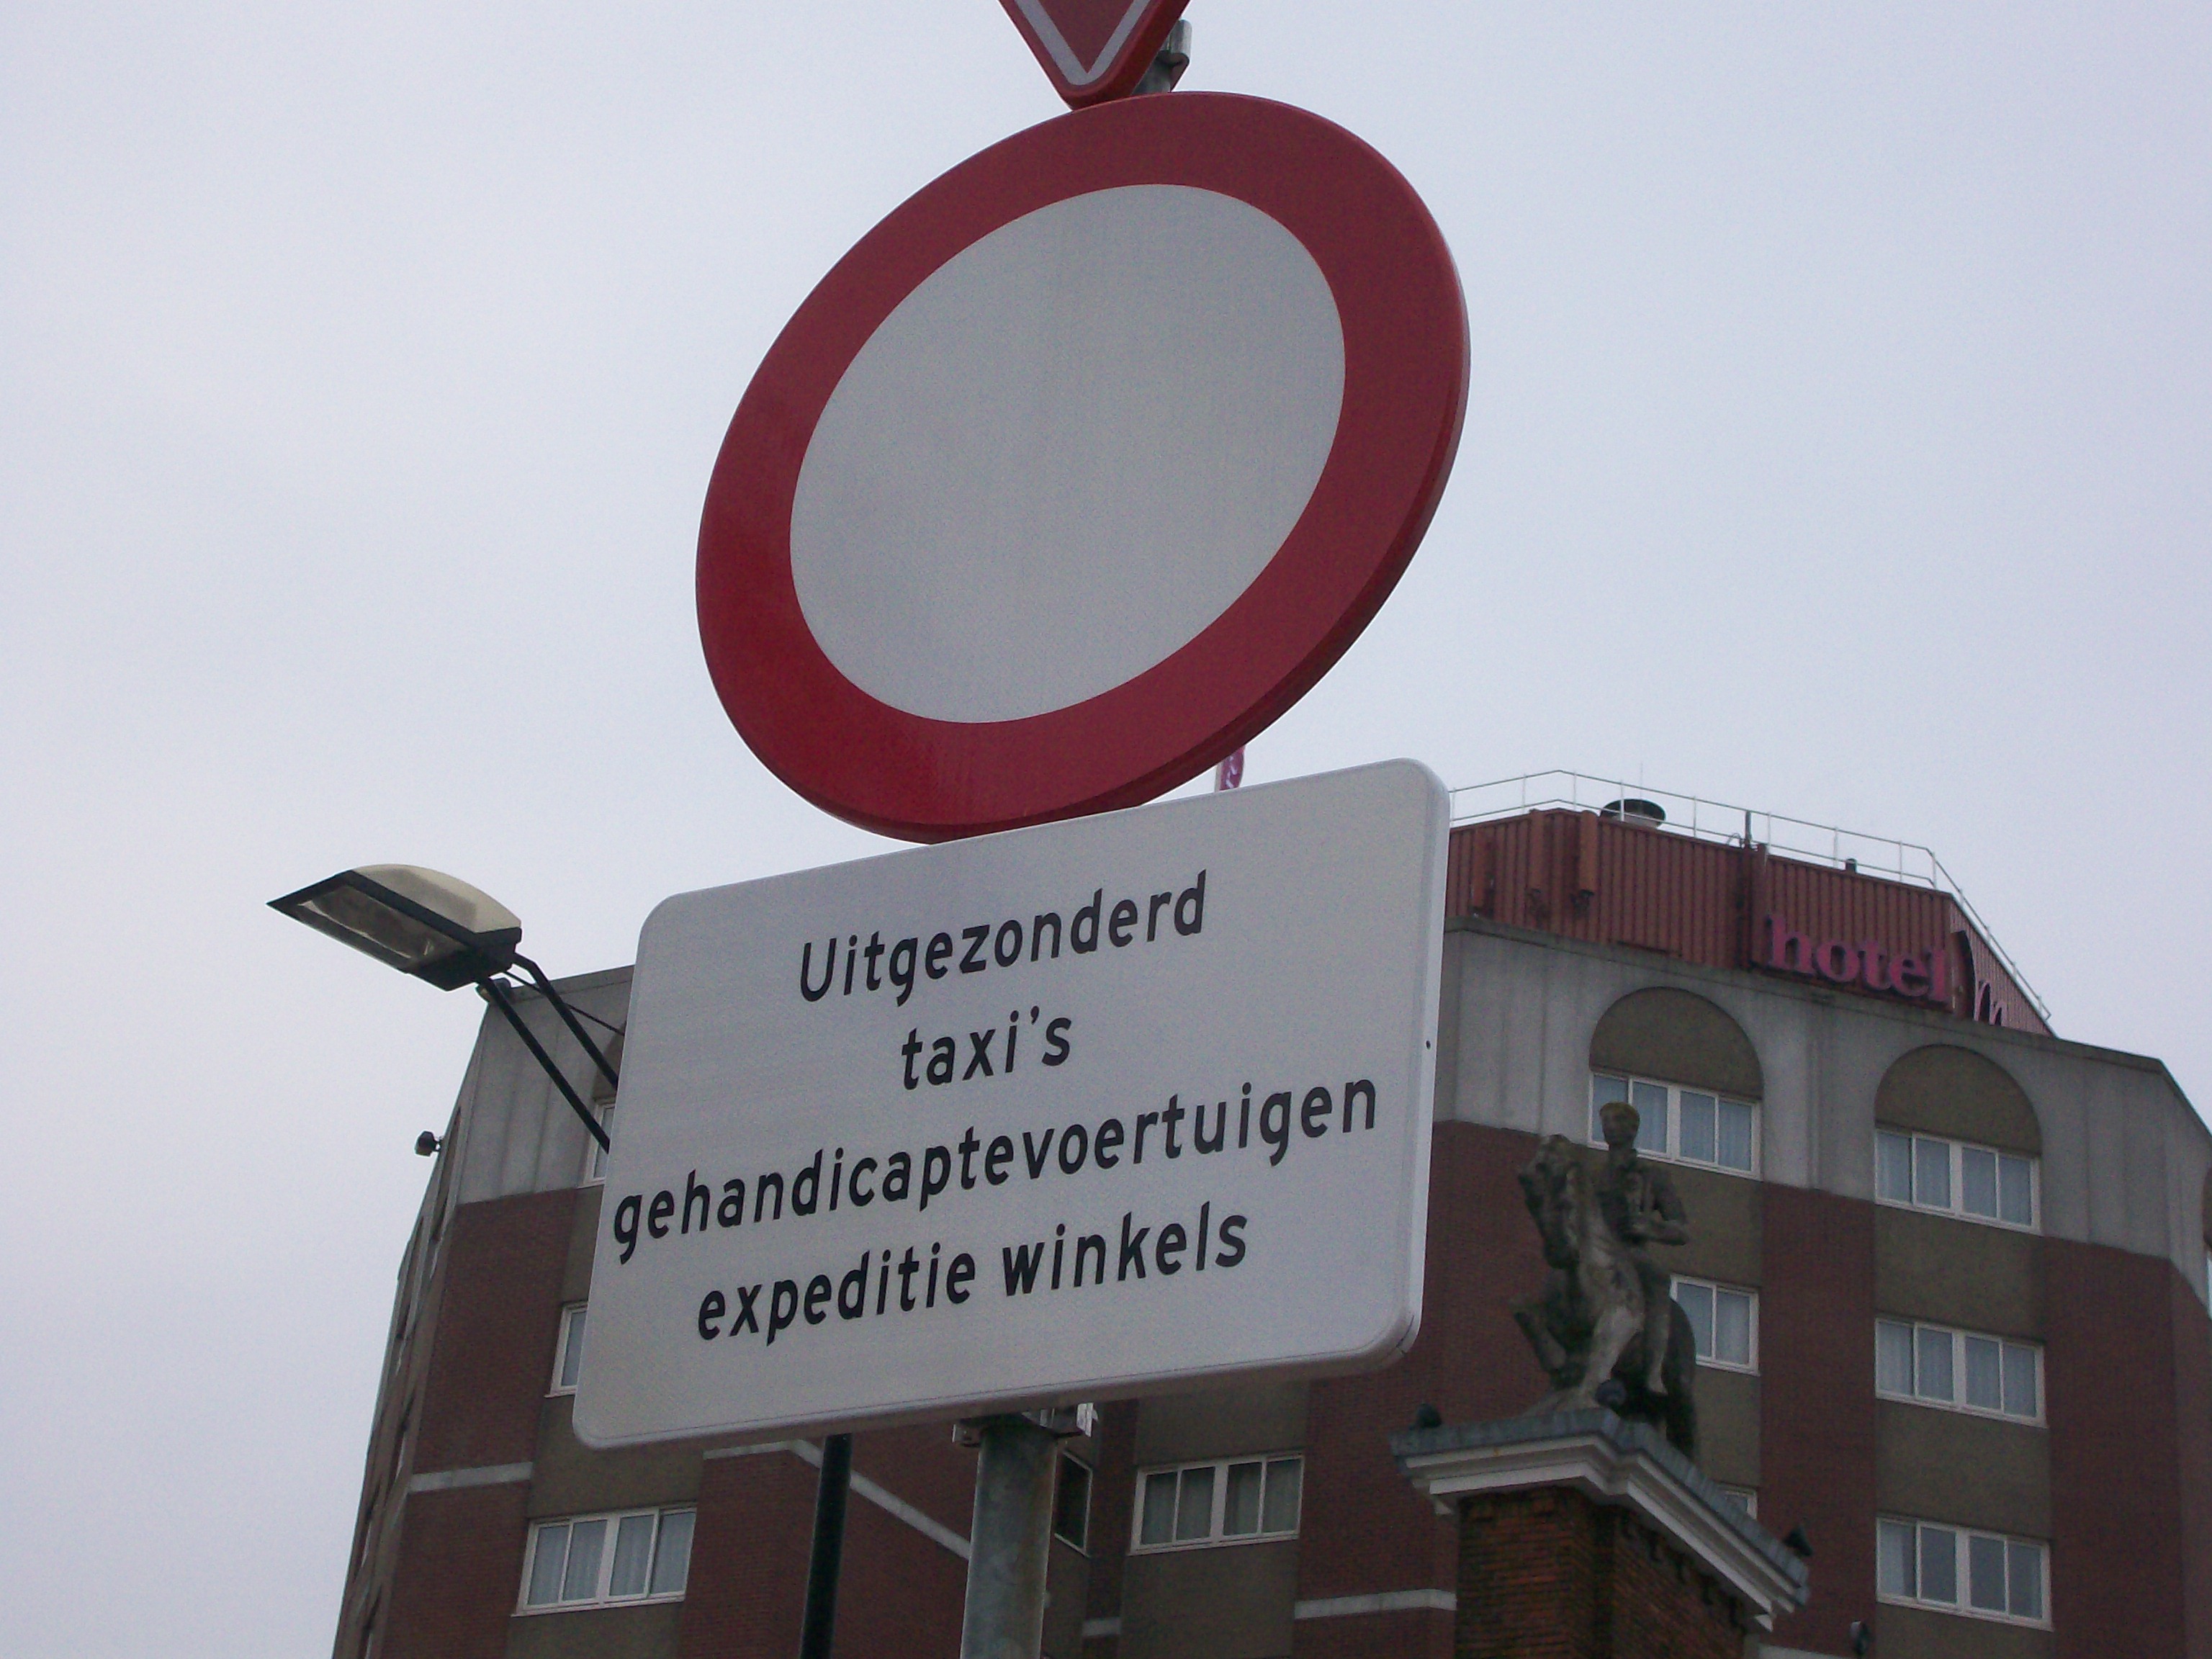 Uitgezonderd
taxi's
gehandicaptevoertuigen
expeditie winkels
hotel m